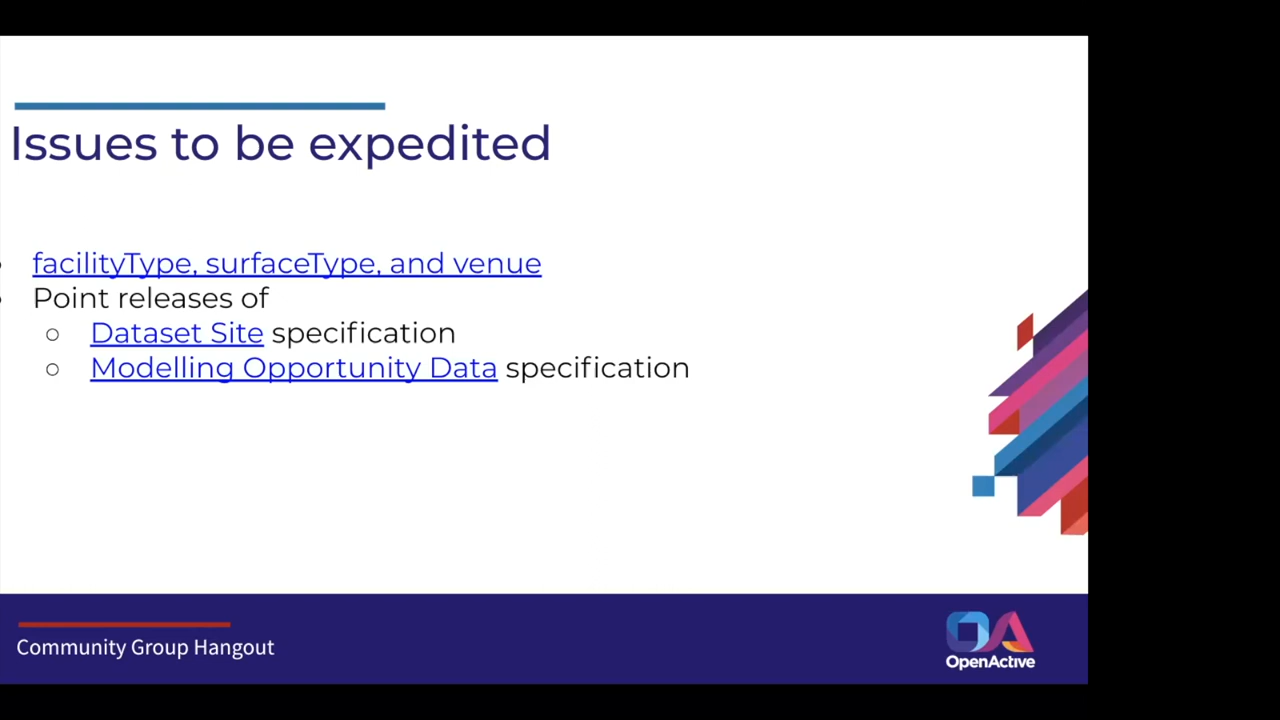 Issues to be expedited
facilityType, surfaceType, and venue
Point releases of
○ Dataset Site specification
○ Modelling Opportunity Data specification
Community Group Hangout
OA
OpenActive